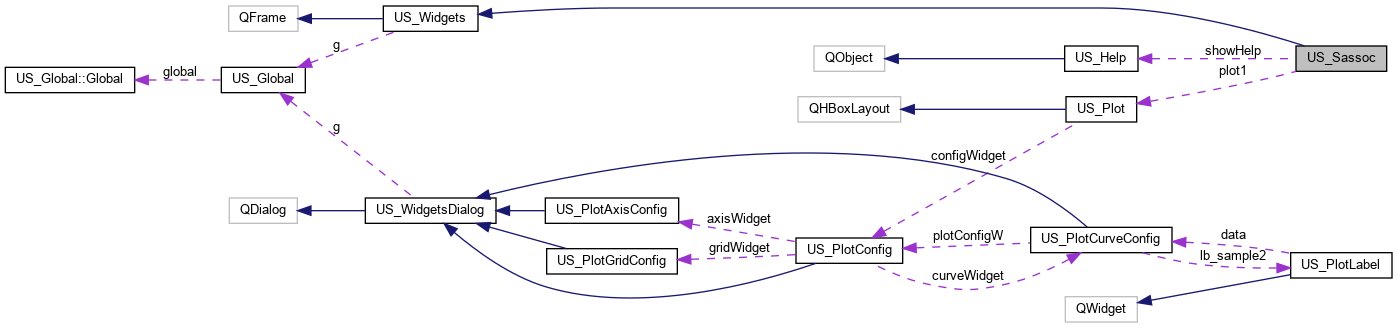 QFrame
US_Widgets
g
showHelp
US_Sassoc
QObject
US_Help
plot1
US_Global::Global
global
US_Global
QHBoxLayout
US_Plot
g
configWidget
QDialog
US_WidgetsDialog
US_PlotAxisConfig
axisWidget
US_PlotConfig
plotConfigW
US_PlotCurveConfig
data
gridWidget
US_PlotGridConfig
curveWidget
lb_sample2
US_PlotLabel
QWidget